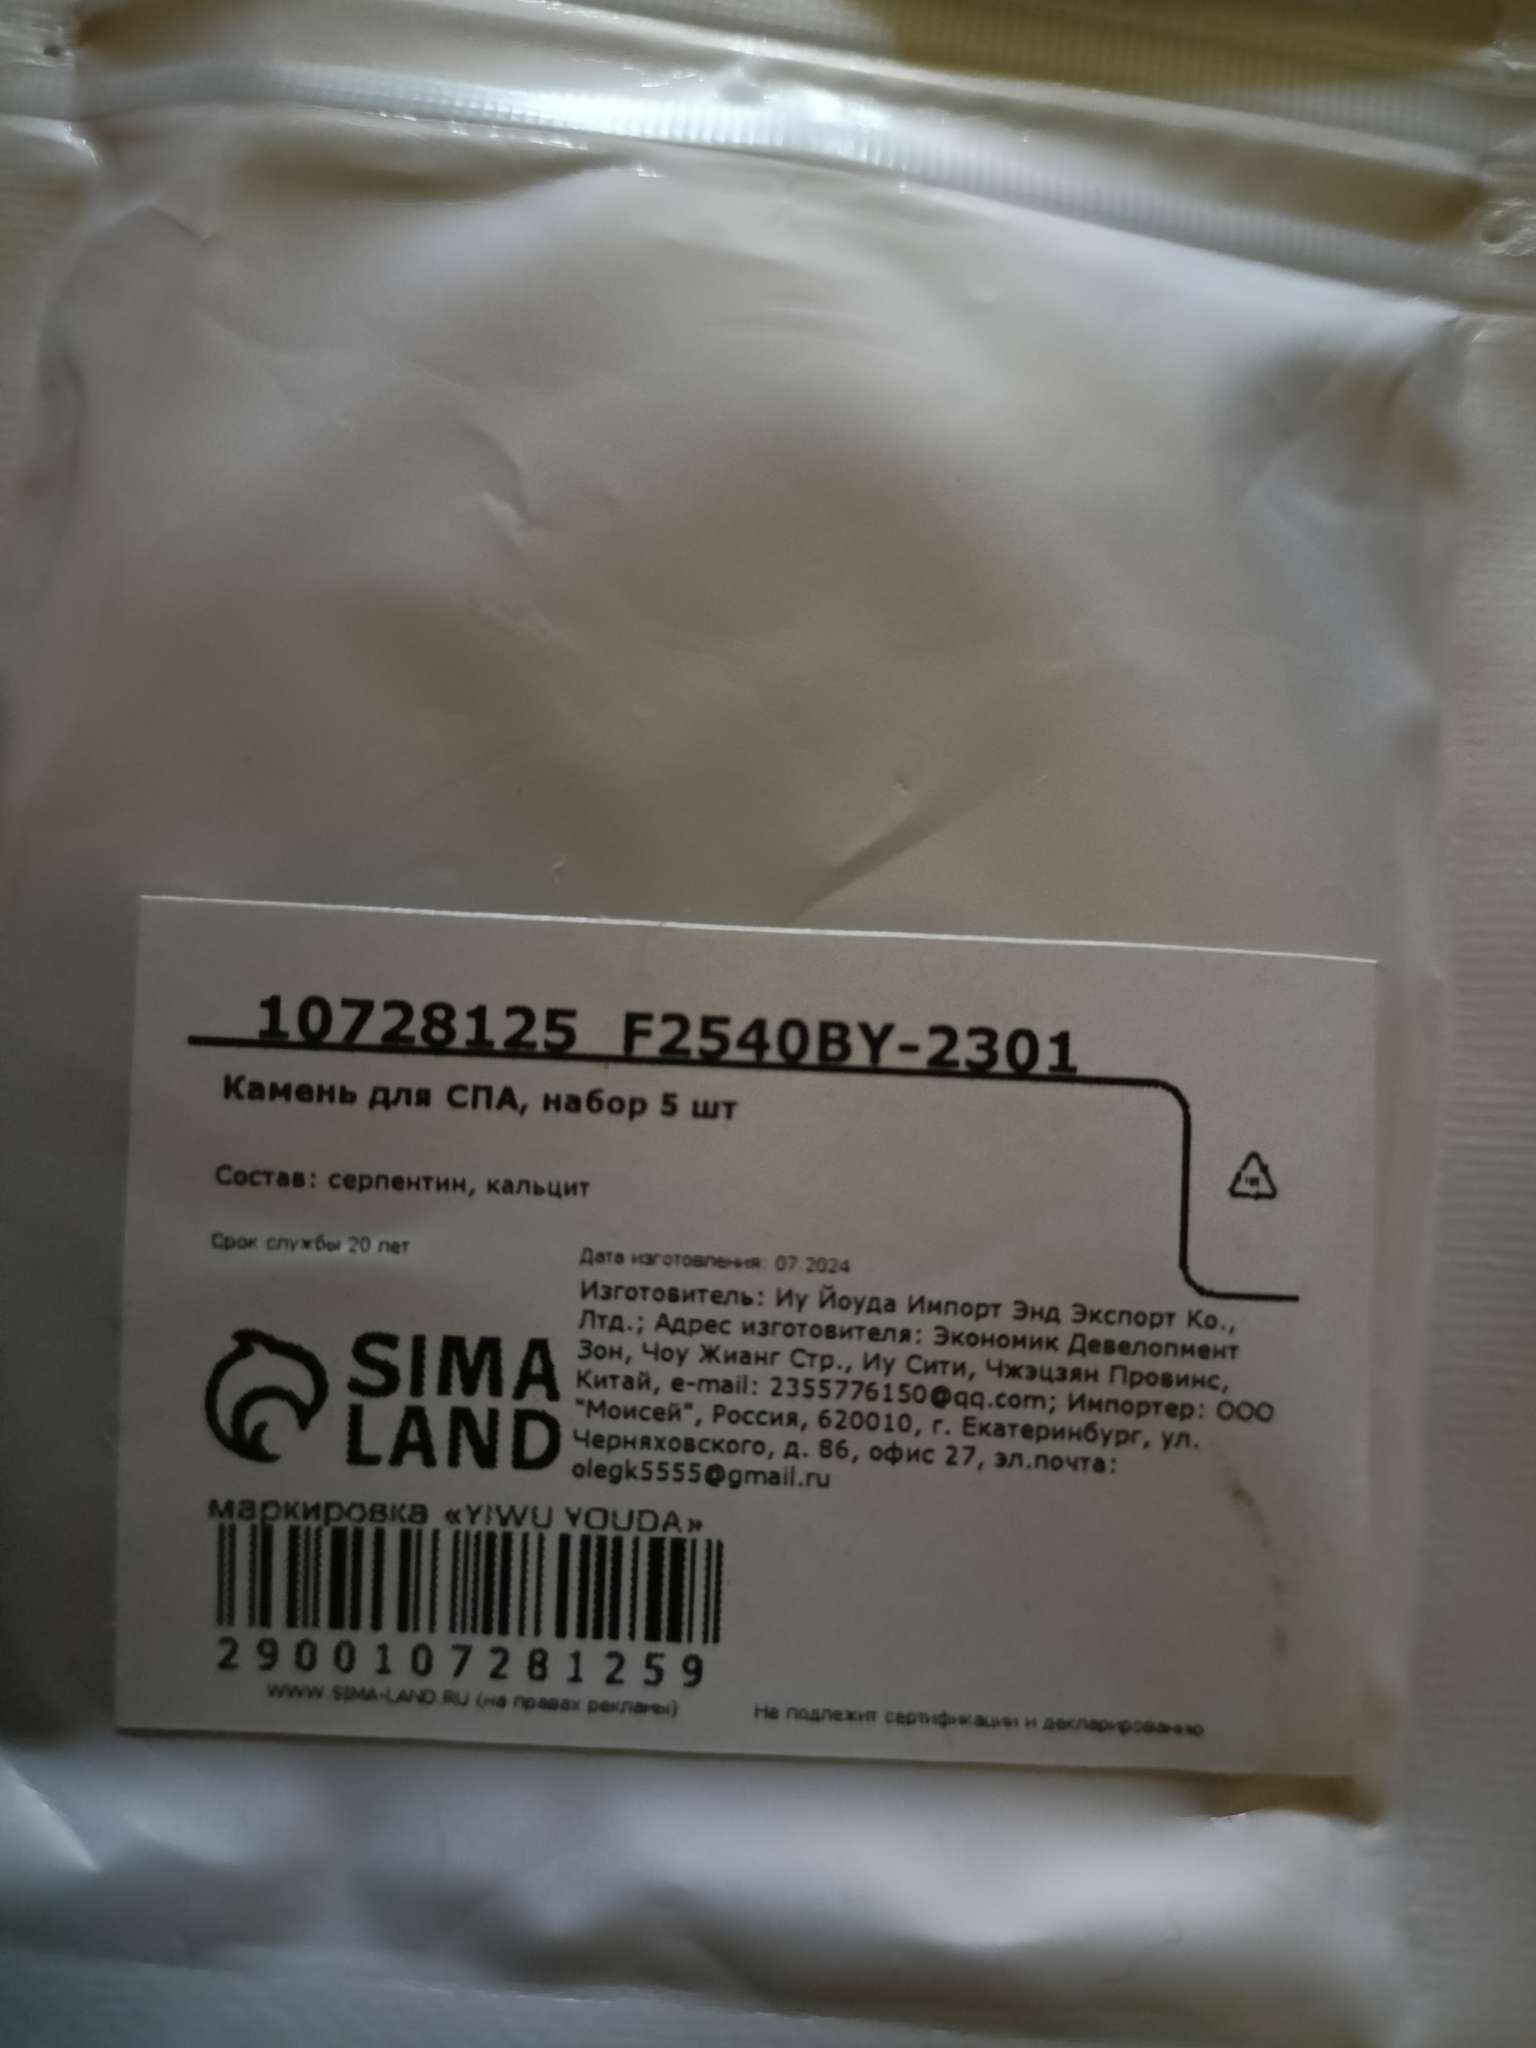 10728125 F2540BY-2301
Камень для СПА, набор 5 шт
Состав: серпентин, кальцит
Срок службы 20 лет
Дата изготовления: 07.2024
Изготовитель: Иу Йоуда Импорт Энд Экспорт Ко.,
Лтд.; Адрес изготовителя: Экономик Девелопмент
Зон, Чоу Жианг Стр., Иу Сити, Чжэцзян Провинс,
Китай, e-mail: 2355776150@qq.com; Импортер: ООО
"Моисей", Россия, 620010, г. Екатеринбург, ул.
Черняховского, д. 86, офис 27, эл.почта:
olegk5555@gmail.ru
SIMA
LAND
маркировка «YIWU YOUDA»
2900107281259
WWW.SIMA-LAND.RU (на правах рекламы)
Не подлежит сертификации и декларированию